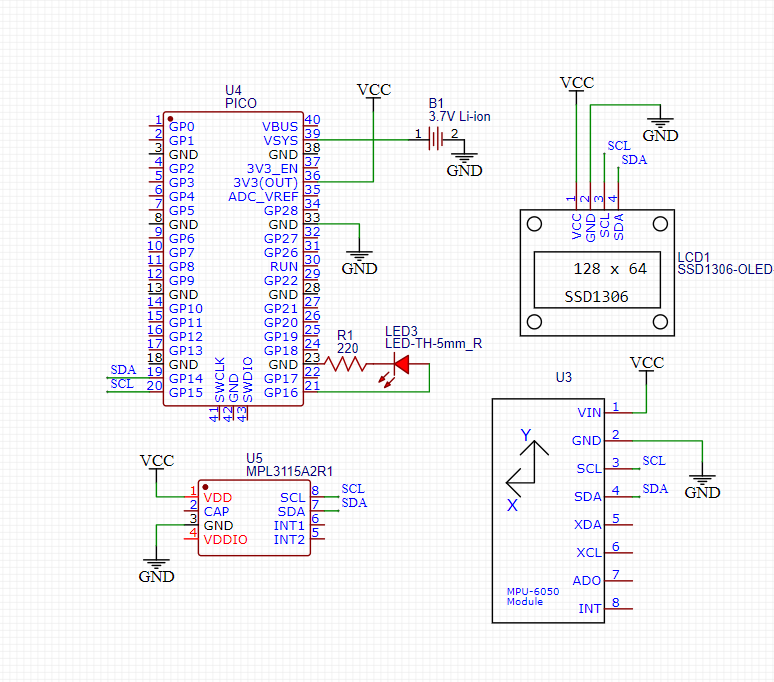 U4
PICO
1 GP0
2 GP1
3 GND
4 GP2
5 GP3
6 GP4
7 GP5
8 GND
9 GP6
10 GP7
11 GP8
12 GP9
13 GND
14 GP10
15 GP11
16 GP12
17 GP13
18 GND
SDA 19 GP14
SCL 20 GP15
VBUS 40
VSYS 39
GND 38
3V3_EN 37
3V3(OUT) 36
ADC_VREF 35
GP28 34
GND 33
GP27 32
GP26 31
RUN 30
GP22 29
GND 28
GP21 27
GP20 26
GP19 25
GP18 24
GND 23
GP17 22
GP16 21
SWCLK 41
GND 42
SWDIO 43
VCC
B1
3.7V Li-ion
1 2
GND
GND
R1
220
LED3
LED-TH-5mm_R
VCC
GND
SCL
SDA
1 2 3 4
VCC GND SCL SDA
128 x 64
SSD1306
LCD1
SSD1306-OLED
VCC
U5
MPL3115A2R1
1 VDD
2 CAP
3 GND
4 VDDIO
SCL 8 SCL
SDA 7 SDA
INT1 6
INT2 5
GND
VCC
U3
Y
X
VIN 1
GND 2
SCL 3 SCL
SDA 4 SDA
XDA 5
XCL 6
ADO 7
INT 8
GND
MPU-6050
Module